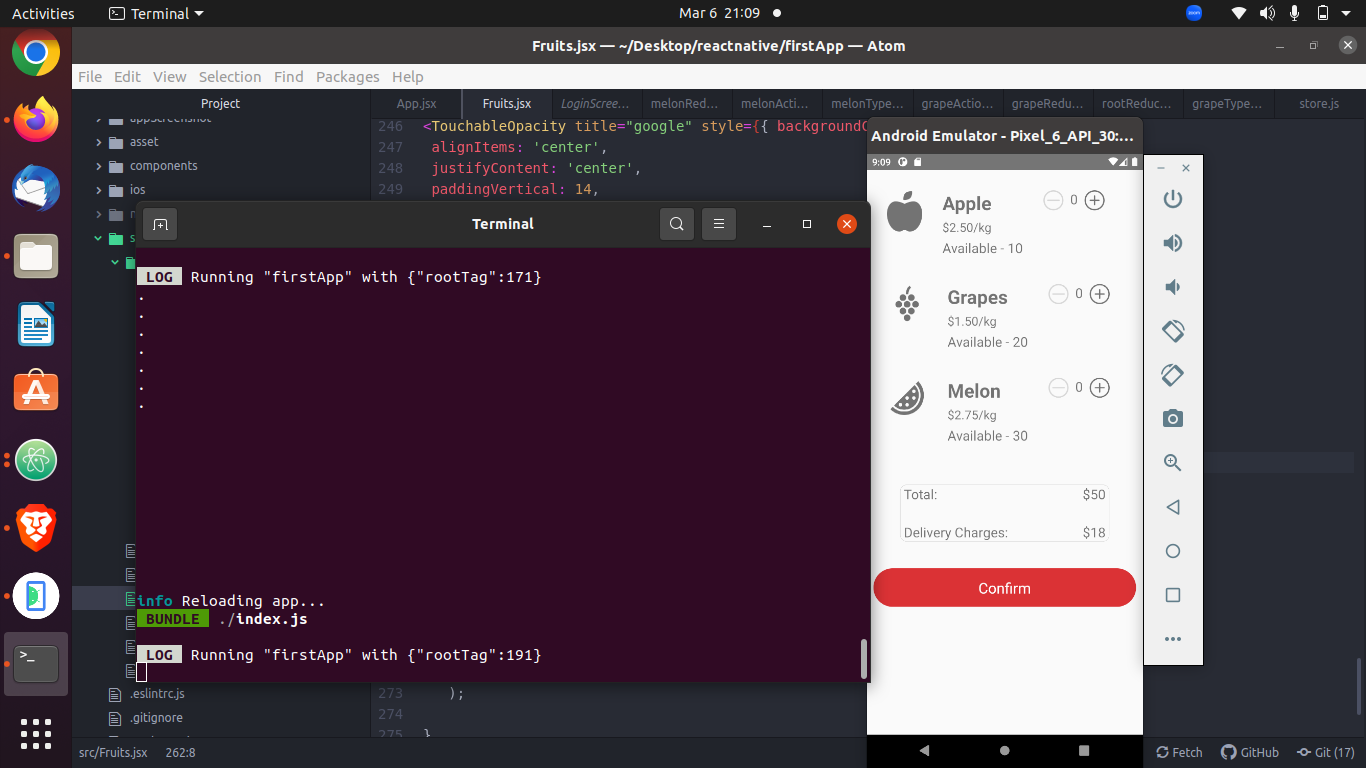 Activities
Terminal
Mar 6 21:09
zoom
Fruits.jsx — ~/Desktop/reactnative/firstApp — Atom
File Edit View Selection Find Packages Help
Project
App.jsx
Fruits.jsx
LoginScree…
melonRed…
melonActi…
melonType…
grapeActio…
grapeRedu…
rootReduc…
grapeType…
store.js
appScreenshot
asset
components
ios
.eslintrc.js
.gitignore
246 <TouchableOpacity title="google" style={{
247 alignItems: 'center',
248 justifyContent: 'center',
249 paddingVertical: 14,
273 );
274
275 }
Terminal
LOG Running "firstApp" with {"rootTag":171}
.
.
.
.
.
.
.
info Reloading app...
BUNDLE ./index.js
LOG Running "firstApp" with {"rootTag":191}
Android Emulator - Pixel_6_API_30:...
9:09
Apple
0
$2.50/kg
Available - 10
Grapes
0
$1.50/kg
Available - 20
Melon
0
$2.75/kg
Available - 30
Total: $50
Delivery Charges: $18
Confirm
src/Fruits.jsx 262:8
Fetch
GitHub
Git (17)